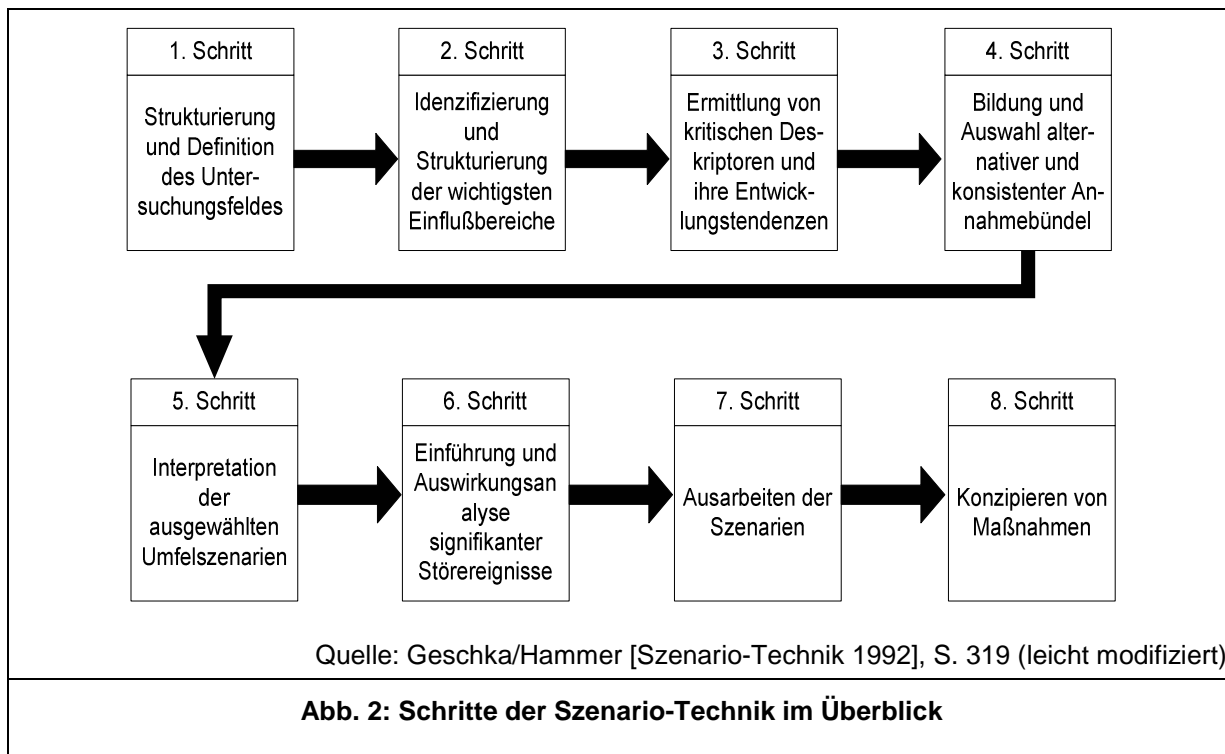 1. Schritt
Strukturierung
und Definition
des Unter-
suchungsfeldes
2. Schritt
Idenzifizierung
und
Strukturierung
der wichtigsten
Einflußbereiche
3. Schritt
Ermittlung von
kritischen Des-
kriptoren und
ihre Entwick-
lungstendenzen
4. Schritt
Bildung und
Auswahl alter-
nativer und
konsistenter An-
nahmebündel
5. Schritt
Interpretation
der
ausgewählten
Umfelszenarien
6. Schritt
Einführung und
Auswirkungsan
alyse
signifikanter
Störereignisse
7. Schritt
Ausarbeiten der
Szenarien
8. Schritt
Konzipieren von
Maßnahmen
Quelle: Geschka/Hammer [Szenario-Technik 1992], S. 319 (leicht modifiziert)
Abb. 2: Schritte der Szenario-Technik im Überblick